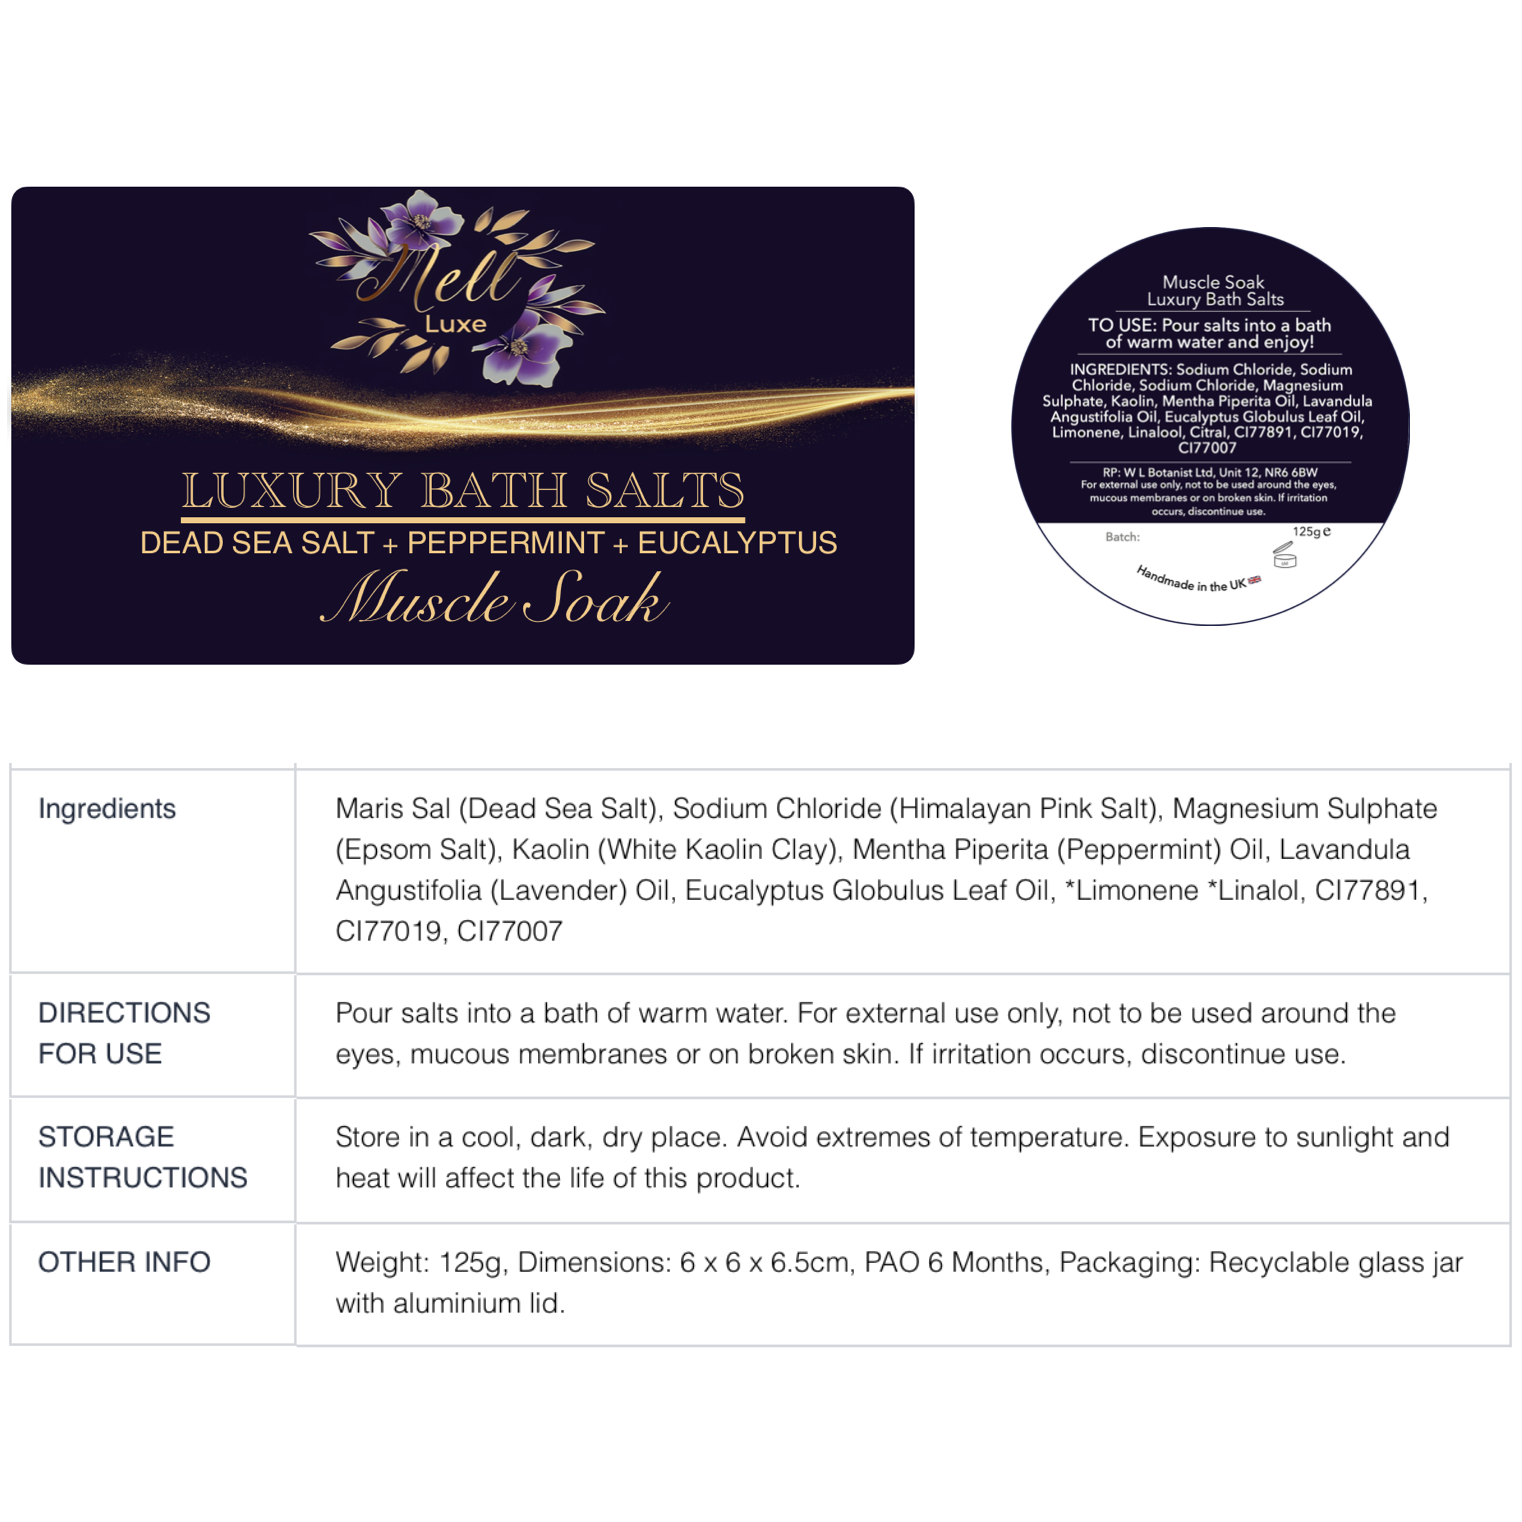 Mell
Luxe
LUXURY BATH SALTS
DEAD SEA SALT + PEPPERMINT + EUCALYPTUS
Muscle Soak
Muscle Soak
Luxury Bath Salts
TO USE: Pour salts into a bath
of warm water and enjoy!
INGREDIENTS: Sodium Chloride, Sodium
Chloride, Sodium Chloride, Magnesium
Sulphate, Kaolin, Mentha Piperita Oil, Lavandula
Angustifolia Oil, Eucalyptus Globulus Leaf Oil,
Limonene, Linalool, Citral, CI77891, CI77019,
CI77007
RP: W L Botanist Ltd, Unit 12, NR6 6BW
For external use only, not to be used around the eyes,
mucous membranes or on broken skin. If irritation
occurs, discontinue use.
Batch:
125g e
Handmade in the UK
Ingredients
Maris Sal (Dead Sea Salt), Sodium Chloride (Himalayan Pink Salt), Magnesium Sulphate
(Epsom Salt), Kaolin (White Kaolin Clay), Mentha Piperita (Peppermint) Oil, Lavandula
Angustifolia (Lavender) Oil, Eucalyptus Globulus Leaf Oil, *Limonene *Linalol, CI77891,
CI77019, CI77007
DIRECTIONS
FOR USE
Pour salts into a bath of warm water. For external use only, not to be used around the
eyes, mucous membranes or on broken skin. If irritation occurs, discontinue use.
STORAGE
INSTRUCTIONS
Store in a cool, dark, dry place. Avoid extremes of temperature. Exposure to sunlight and
heat will affect the life of this product.
OTHER INFO
Weight: 125g, Dimensions: 6 x 6 x 6.5cm, PAO 6 Months, Packaging: Recyclable glass jar
with aluminium lid.